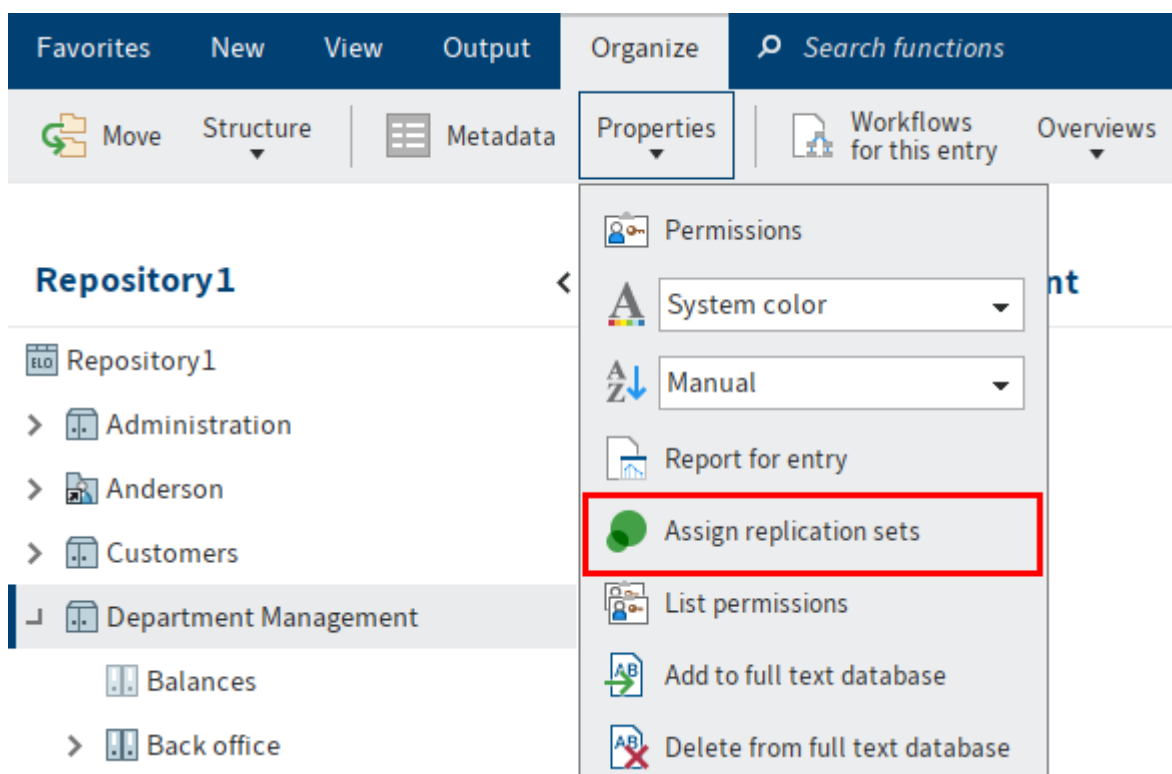 Favorites New View Output Organize Search functions
Move Structure Metadata Properties Workflows for this entry Overviews
Permissions
Repository1
nt
System color
ELO Repository1
Manual
Administration
Report for entry
Anderson
Assign replication sets
Customers
List permissions
Department Management
Add to full text database
Balances
Delete from full text database
Back office